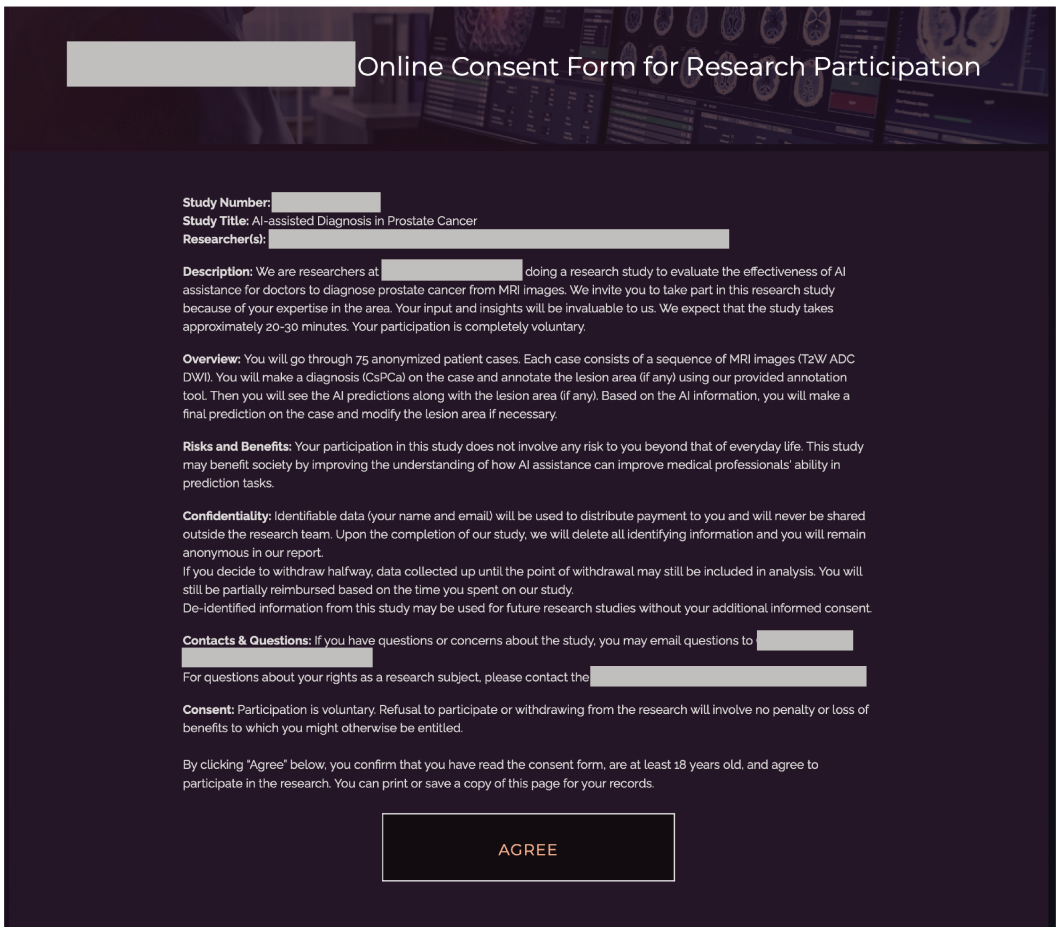 Online Consent Form for Research Participation
Study Number:
Study Title: AI-assisted Diagnosis in Prostate Cancer
Researcher(s):
Description: We are researchers at doing a research study to evaluate the effectiveness of AI
assistance for doctors to diagnose prostate cancer from MRI images. We invite you to take part in this research study
because of your expertise in the area. Your input and insights will be invaluable to us. We expect that the study takes
approximately 20-30 minutes. Your participation is completely voluntary.
Overview: You will go through 75 anonymized patient cases. Each case consists of a sequence of MRI images (T2W ADC
DWI). You will make a diagnosis (CsPCa) on the case and annotate the lesion area (if any) using our provided annotation
tool. Then you will see the AI predictions along with the lesion area (if any). Based on the AI information, you will make a
final prediction on the case and modify the lesion area if necessary.
Risks and Benefits: Your participation in this study does not involve any risk to you beyond that of everyday life. This study
may benefit society by improving the understanding of how AI assistance can improve medical professionals' ability in
prediction tasks.
Confidentiality: Identifiable data (your name and email) will be used to distribute payment to you and will never be shared
outside the research team. Upon the completion of our study, we will delete all identifying information and you will remain
anonymous in our report.
If you decide to withdraw halfway, data collected up until the point of withdrawal may still be included in analysis. You will
still be partially reimbursed based on the time you spent on our study.
De-identified information from this study may be used for future research studies without your additional informed consent.
Contacts & Questions: If you have questions or concerns about the study, you may email questions to
For questions about your rights as a research subject, please contact the
Consent: Participation is voluntary. Refusal to participate or withdrawing from the research will involve no penalty or loss of
benefits to which you might otherwise be entitled.
By clicking "Agree" below, you confirm that you have read the consent form, are at least 18 years old, and agree to
participate in the research. You can print or save a copy of this page for your records.
AGREE